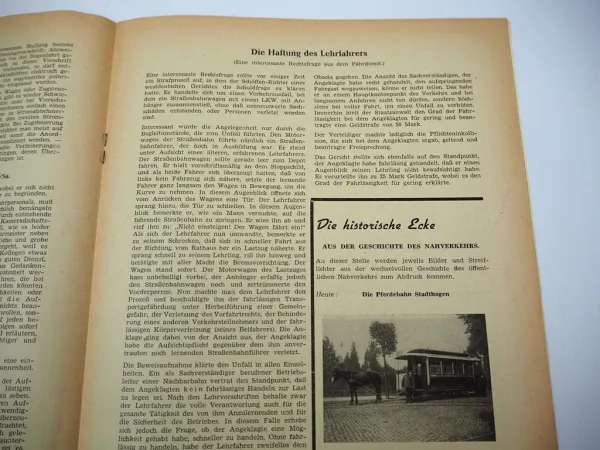 Die Haftung des Lehrfahrers
(Eine interessante Rechtsfrage aus dem Fahrdienst.)
Eine interessante Rechtsfrage sollte vor einiger Zeit
ein Strafprozeß auf, in dem der Schöffen-Richter eines
westdeutschen Gerichtes die Schuldfrage zu klären
hatte. Er handelte sich um einen Verkehrsunfall, bei
dem ein Straßenbahnwagen mit einem LKW. mit An-
hänger zusammenstieß, ohne daß nennenswerte Sach-
schäden entstanden oder Personen verletzt worden
sind.
Interessant wurde die Angelegenheit nur durch die
Begleitumstände, die zum Unfall führten. Den Motor-
wagen der Straßenbahn führte nämlich ein Straßenbahn-
fahrer, der noch in Ausbildung war. Er stand
unter Aufsicht eines älteren, erfahrenen Lehrfahrers.
Der Straßenbahnwagen sollte gerade leer zum Depot
fahren. Er hielt vorschriftsmäßig an dem Stoppschild,
und als beide Fahrer sich überzeugt hatten, daß von
links kein Fahrzeug sich nähere, setzte der lernende
Fahrer ganz langsam den Wagen in Bewegung, um die
Kurve zu nehmen. In diesem Augenblick öffnete sich
vom Anrücken des Wagens eine Tür. Der Lehrfahrer
sprang hinzu, die Tür zu schließen. In diesem Augen-
blick bemerkte er, wie ein Mann versuchte, auf die
fahrende Straßenbahn zu springen. Er wies ihn ab und
rief ihm zu: „Nicht einsteigen! Der Wagen fährt ein!“
Als sich der Lehrfahrer nun umwandte, bemerkte er
zu seinem Schrecken, daß sich in schneller Fahrt aus
der Richtung vom Rathaus her ein Lastzug näherte. Er
sprang schnell zu seinem Lehrling, riß ihn hinweg und
betätigte mit aller Macht die Bremsvorrichtung. Der
Wagen stand sofort. Der Motorwagen des Lastzuges
kam unbehelligt vorbei, der Anhänger erfaßte jedoch
den Straßenbahnwagen noch und zertrümmerte den
Vorderperron. Nun machte man dem Lehrfahrer den
Prozeß und beschuldigte ihn der fahrlässigen Trans-
portgefährdung unter Herbeiführung einer Gemeinge-
fahr, der Verletzung des Vorfahrtrechts, der Behinde-
rung eines anderen Verkehrsteilnehmers und der fahr-
lässigen Körperverletzung (seines Beifahrers). Die An-
klage ging dabei von der Ansicht aus, der Angeklagte
habe die Aufsichtspflicht gegenüber dem ihm anver-
trauten noch lernenden Straßenbahnführer verletzt.
Die Beweisaufnahme klärte den Unfall in allen Einzel-
heiten. Ein als Sachverständiger berufener Betriebs-
leiter einer Nachbarbahn vertrat den Standpunkt, daß
dem Angeklagten kein fahrlässiges Handeln zur Last
zu legen sei. Nach den Lehrvorschriften behalte zwar
der Lehrfahrer die volle Verantwortung auch für die
gesamte Tätigkeit des von ihm Anzulernenden und für
die Sicherheit des Betriebes. In diesem Falle erhebe
sich jedoch die Frage, ob der Angeklagte eine Mög-
lichkeit gehabt habe, schneller zu handeln. Ohne fahr-
lässig zu handeln, habe der Lehrfahrer zweifellos dem
Obacht gegeben. Die Ansicht des Sachverständigen, der
Angeklagte habe recht gehandelt, den aufspringenden
Fahrgast wegzuweisen, könne er nicht teilen. Das habe
er an einem Hauptknotenpunkt des Verkehrs und bei
langsamem Anfahren nicht tun dürfen, sondern höch-
stens bei voller Fahrt, um einen Unfall zu verhüten.
Immerhin hielt der Staatsanwalt den Grad der Fahr-
lässigkeit bei dem Angeklagten für gering und bean-
tragte eine Geldstrafe von 50 Mark.
Der Verteidiger machte lediglich die Pflichtenkollision,
die sich bei dem Angeklagten ergab, geltend und
beantragte Freisprechung.
Das Gericht stellte sich ebenfalls auf den Standpunkt,
der Angeklagte habe fahrlässig gehandelt, daß er einen
Augenblick seinen Lehrling nicht beaufsichtigt habe.
Es verurteilte ihn zu 25 Mark Geldstrafe, wobei es den
Grad der Fahrlässigkeit für gering erklärte.
Die historische Ecke
AUS DER GESCHICHTE DES NAHVERKEHRS.
An dieser Stelle werden jeweils Bilder und Streif-
lichter aus der wechselvollen Geschichte des öffent-
lichen Nahverkehrs zum Abdruck kommen.
Heute: Die Pferdebahn Stadthagen